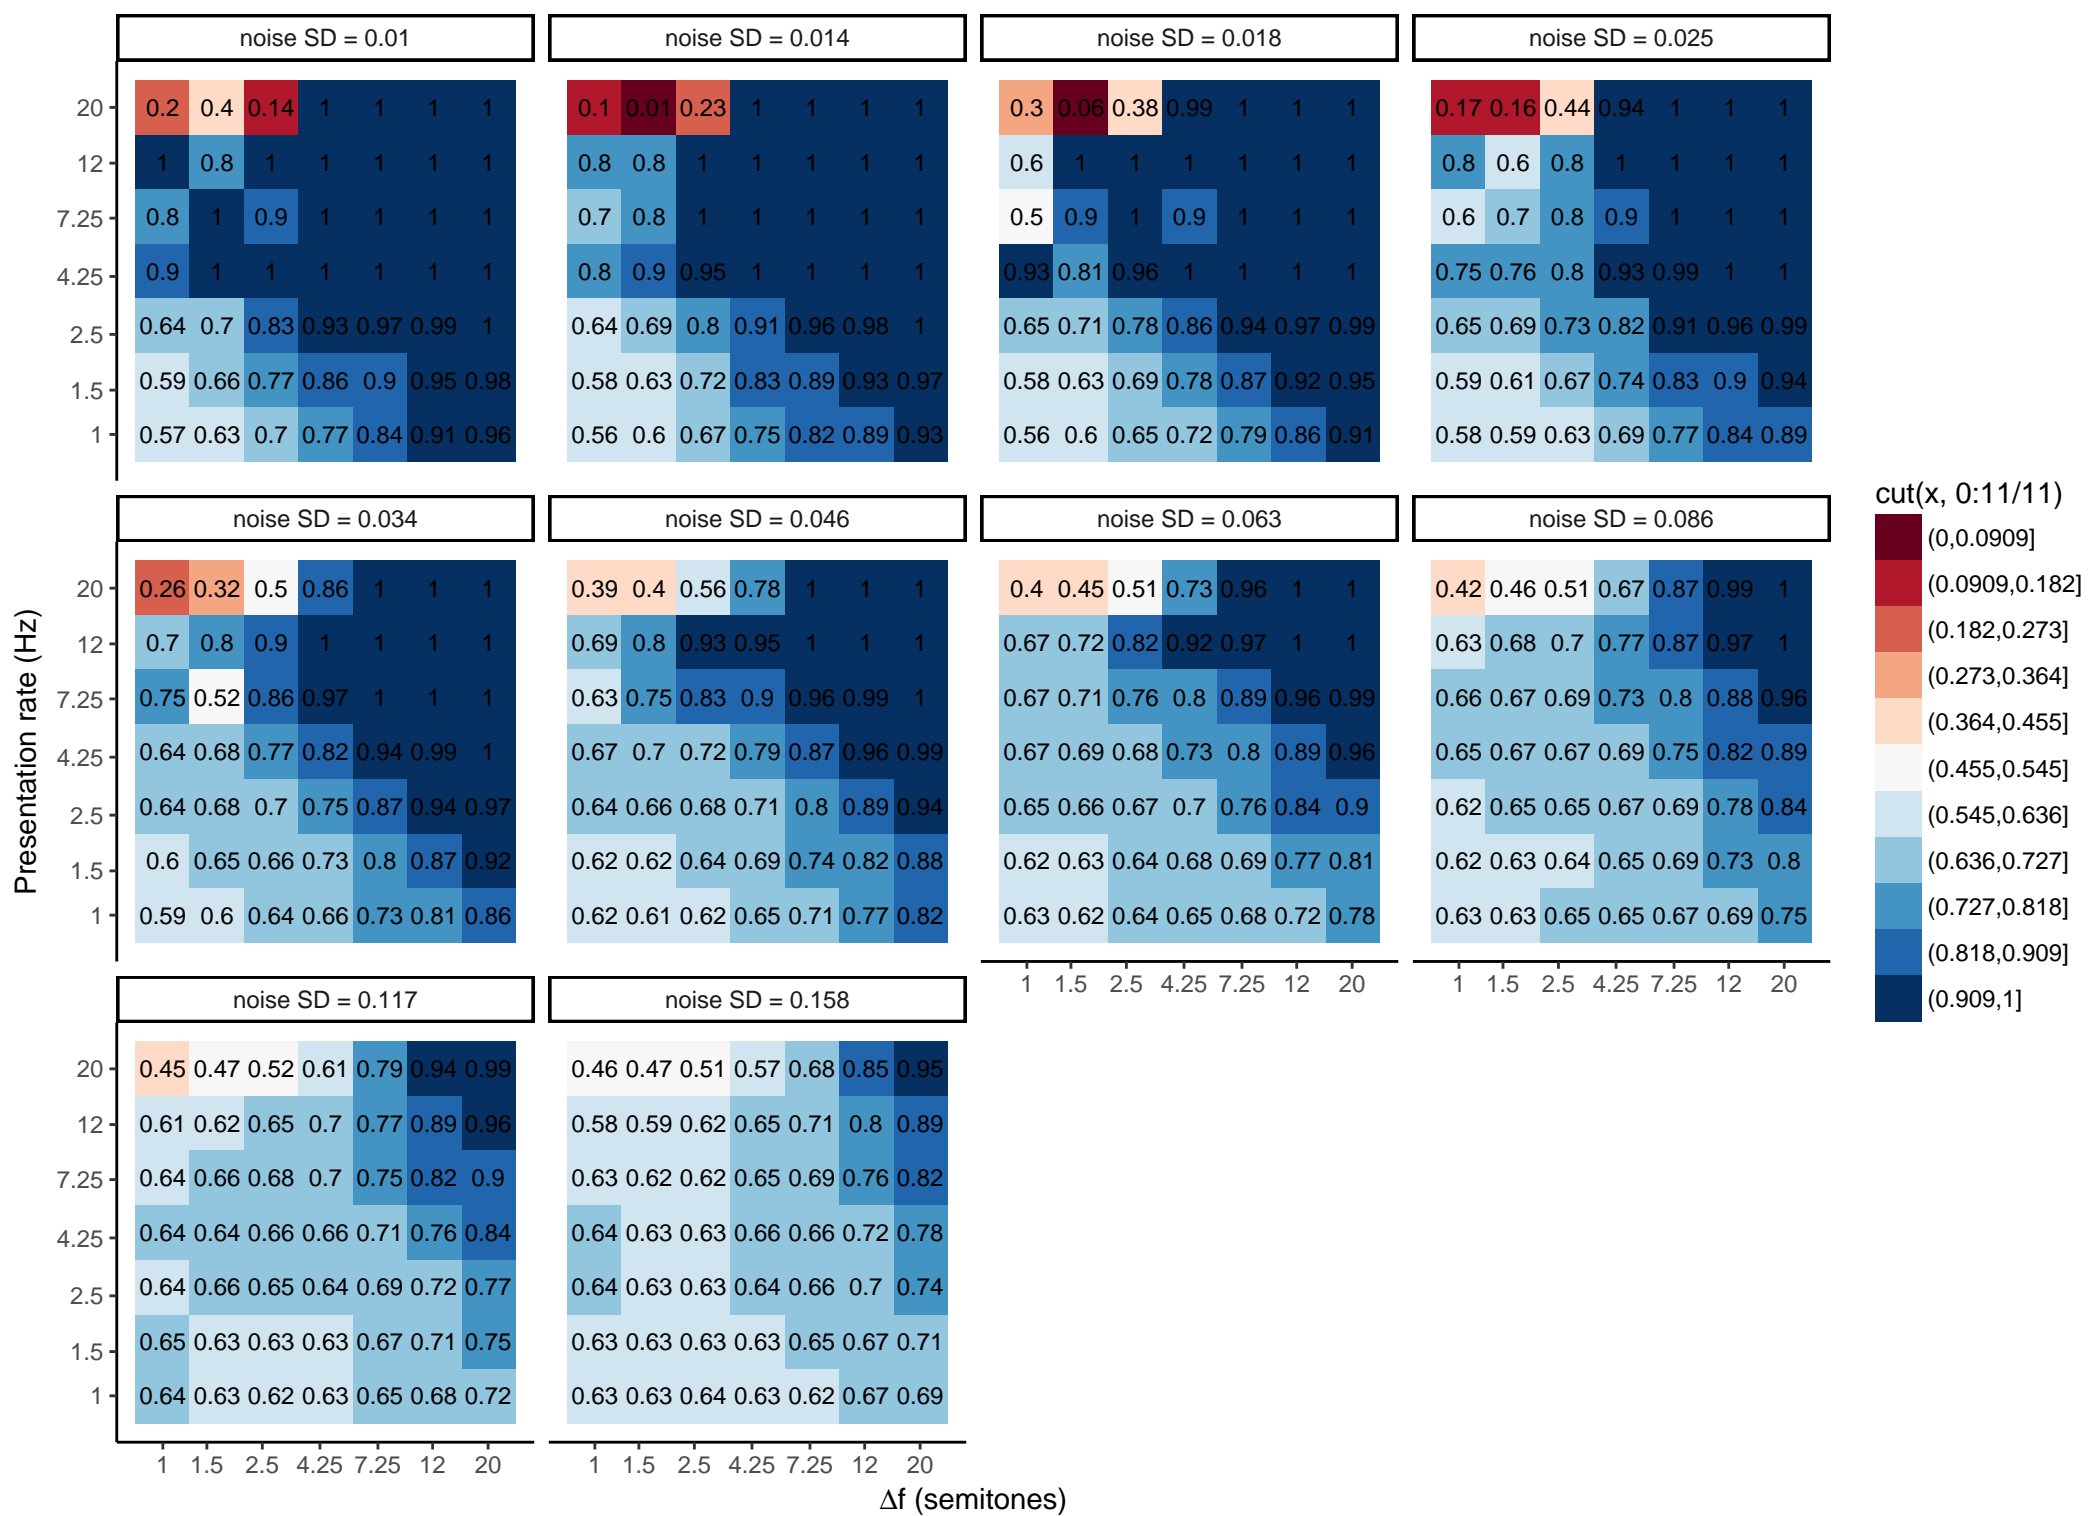 noise SD = 0.01 noise SD = 0.014 noise SD = 0.018 noise SD = 0.025
20 0.2 0.4 0.14 1 1 1 1 0.1 0.01 0.23 1 1 1 1 0.3 0.06 0.38 0.99 1 1 1 0.17 0.16 0.44 0.94 1 1 1
12 1 0.8 1 1 1 1 1 0.8 0.8 1 1 1 1 1 0.6 1 1 1 1 1 1 0.8 0.6 0.8 1 1 1 1
7.25 0.8 1 0.9 1 1 1 1 0.7 0.8 1 1 1 1 1 0.5 0.9 1 0.9 1 1 1 0.6 0.7 0.8 0.9 1 1 1
4.25 0.9 1 1 1 1 1 1 0.8 0.9 0.95 1 1 1 1 0.93 0.81 0.96 1 1 1 1 0.75 0.76 0.8 0.93 0.99 1 1
2.5 0.64 0.7 0.83 0.93 0.97 0.99 1 0.64 0.69 0.8 0.91 0.96 0.98 1 0.65 0.71 0.78 0.86 0.94 0.97 0.99 0.65 0.69 0.73 0.82 0.91 0.96 0.99
1.5 0.59 0.66 0.77 0.86 0.9 0.95 0.98 0.58 0.63 0.72 0.83 0.89 0.93 0.97 0.58 0.63 0.69 0.78 0.87 0.92 0.95 0.59 0.61 0.67 0.74 0.83 0.9 0.94
1 0.57 0.63 0.7 0.77 0.84 0.91 0.96 0.56 0.6 0.67 0.75 0.82 0.89 0.93 0.56 0.6 0.65 0.72 0.79 0.86 0.91 0.58 0.59 0.63 0.69 0.77 0.84 0.89
noise SD = 0.034 noise SD = 0.046 noise SD = 0.063 noise SD = 0.086
20 0.26 0.32 0.5 0.86 1 1 1 0.39 0.4 0.56 0.78 1 1 1 0.4 0.45 0.51 0.73 0.96 1 1 0.42 0.46 0.51 0.67 0.87 0.99 1
12 0.7 0.8 0.9 1 1 1 1 0.69 0.8 0.93 0.95 1 1 1 0.67 0.72 0.82 0.92 0.97 1 1 0.63 0.68 0.7 0.77 0.87 0.97 1
7.25 0.75 0.52 0.86 0.97 1 1 1 0.63 0.75 0.83 0.9 0.96 0.99 1 0.67 0.71 0.76 0.8 0.89 0.96 0.99 0.66 0.67 0.69 0.73 0.8 0.88 0.96
4.25 0.64 0.68 0.77 0.82 0.94 0.99 1 0.67 0.7 0.72 0.79 0.87 0.96 0.99 0.67 0.69 0.68 0.73 0.8 0.89 0.96 0.65 0.67 0.67 0.69 0.75 0.82 0.89
2.5 0.64 0.68 0.7 0.75 0.87 0.94 0.97 0.64 0.66 0.68 0.71 0.8 0.89 0.94 0.65 0.66 0.67 0.7 0.76 0.84 0.9 0.62 0.65 0.65 0.67 0.69 0.78 0.84
1.5 0.6 0.65 0.66 0.73 0.8 0.87 0.92 0.62 0.62 0.64 0.69 0.74 0.82 0.88 0.62 0.63 0.64 0.68 0.69 0.77 0.81 0.62 0.63 0.64 0.65 0.69 0.73 0.8
1 0.59 0.6 0.64 0.66 0.73 0.81 0.86 0.62 0.61 0.62 0.65 0.71 0.77 0.82 0.63 0.62 0.64 0.65 0.68 0.72 0.78 0.63 0.63 0.65 0.65 0.67 0.69 0.75
1 1.5 2.5 4.25 7.25 12 20 1 1.5 2.5 4.25 7.25 12 20
noise SD = 0.117 noise SD = 0.158
20 0.45 0.47 0.52 0.61 0.79 0.94 0.99 0.46 0.47 0.51 0.57 0.68 0.85 0.95
12 0.61 0.62 0.65 0.7 0.77 0.89 0.96 0.58 0.59 0.62 0.65 0.71 0.8 0.89
7.25 0.64 0.66 0.68 0.7 0.75 0.82 0.9 0.63 0.62 0.62 0.65 0.69 0.76 0.82
4.25 0.64 0.64 0.66 0.66 0.71 0.76 0.84 0.64 0.63 0.63 0.66 0.66 0.72 0.78
2.5 0.64 0.66 0.65 0.64 0.69 0.72 0.77 0.64 0.63 0.63 0.64 0.66 0.7 0.74
1.5 0.65 0.63 0.63 0.63 0.67 0.71 0.75 0.63 0.63 0.63 0.63 0.65 0.67 0.71
1 0.64 0.63 0.62 0.63 0.65 0.68 0.72 0.63 0.63 0.64 0.63 0.62 0.67 0.69
1 1.5 2.5 4.25 7.25 12 20 1 1.5 2.5 4.25 7.25 12 20
Δf (semitones)
Presentation rate (Hz)
cut(x, 0:11/11)
(0,0.0909]
(0.0909,0.182]
(0.182,0.273]
(0.273,0.364]
(0.364,0.455]
(0.455,0.545]
(0.545,0.636]
(0.636,0.727]
(0.727,0.818]
(0.818,0.909]
(0.909,1]